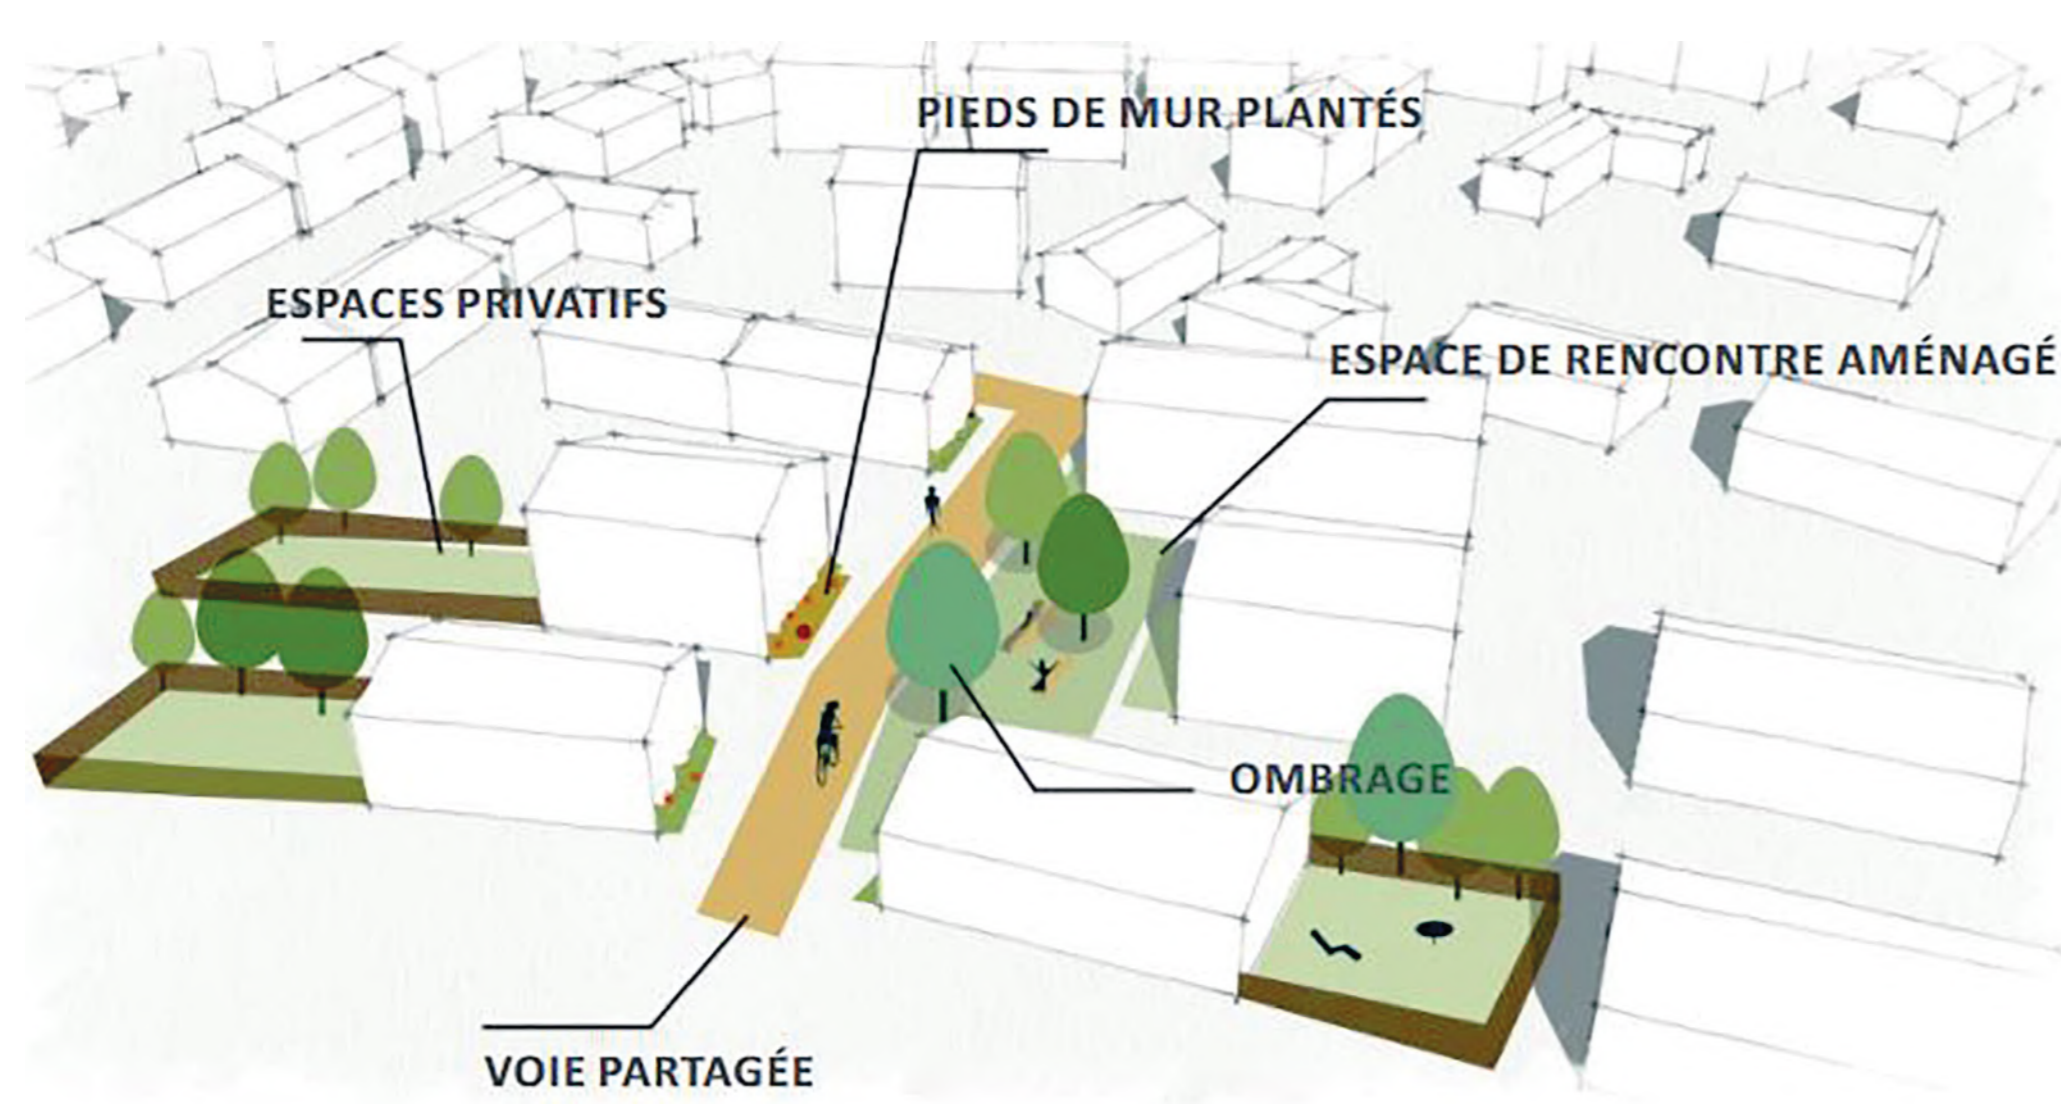 PIEDS DE MUR PLANTÉS
ESPACES PRIVATIFS
ESPACE DE RENCONTRE AMÉNAGÉ
OMBRAGE
VOIE PARTAGÉE